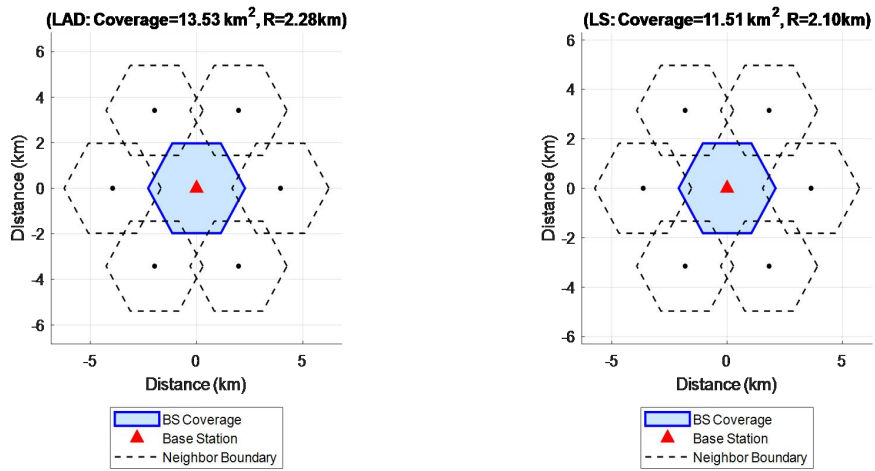 (LAD: Coverage=13.53 km², R=2.28km)
6
4
2
0
-2
-4
-6
Distance (km)
-5
0
5
Distance (km)
BS Coverage
Base Station
Neighbor Boundary
(LS: Coverage=11.51 km², R=2.10km)
6
4
2
0
-2
-4
-6
Distance (km)
-5
0
5
Distance (km)
BS Coverage
Base Station
Neighbor Boundary